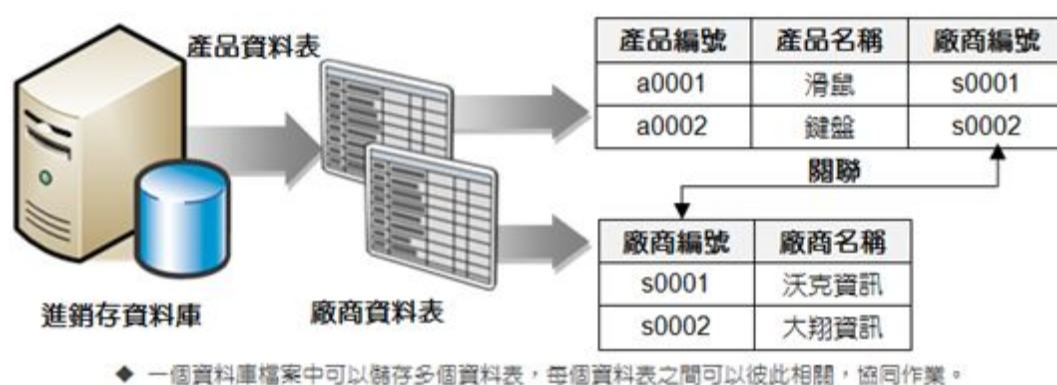 產品資料表
進銷存資料庫
廠商資料表
產品編號 產品名稱 廠商編號
a0001 滑鼠 s0001
a0002 鍵盤 s0002
關聯
廠商編號 廠商名稱
s0001 沃克資訊
s0002 大翔資訊
◆ 一個資料庫檔案中可以儲存多個資料表，每個資料表之間可以彼此相關，協同作業。